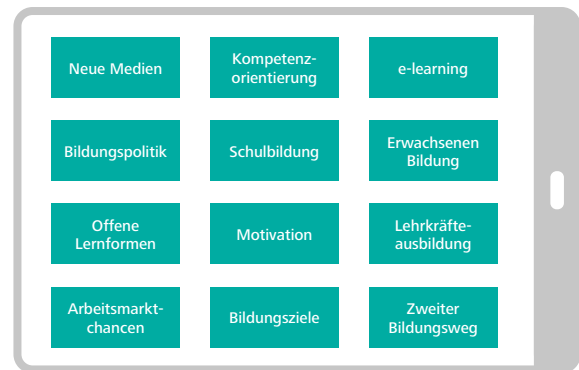 Neue Medien
Kompetenz-
orientierung
e-learning
Bildungspolitik
Schulbildung
Erwachsenen
Bildung
Offene
Lernformen
Motivation
Lehrkräfte-
ausbildung
Arbeitsmarkt-
chancen
Bildungsziele
Zweiter
Bildungsweg